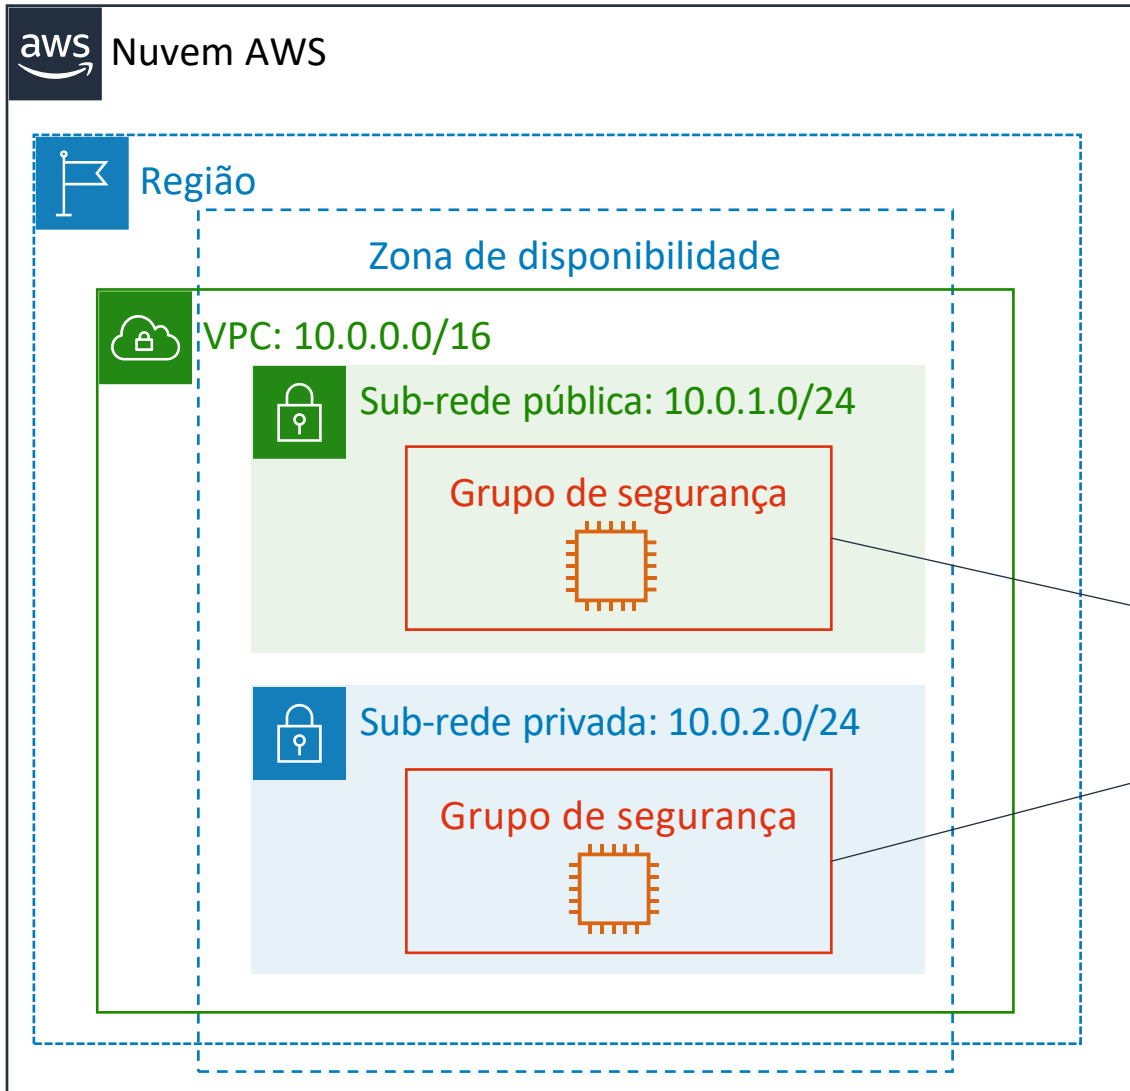 aws
Nuvem AWS
Região
Zona de disponibilidade
VPC: 10.0.0.0/16
Sub-rede pública: 10.0.1.0/24
Grupo de segurança
Sub-rede privada: 10.0.2.0/24
Grupo de segurança